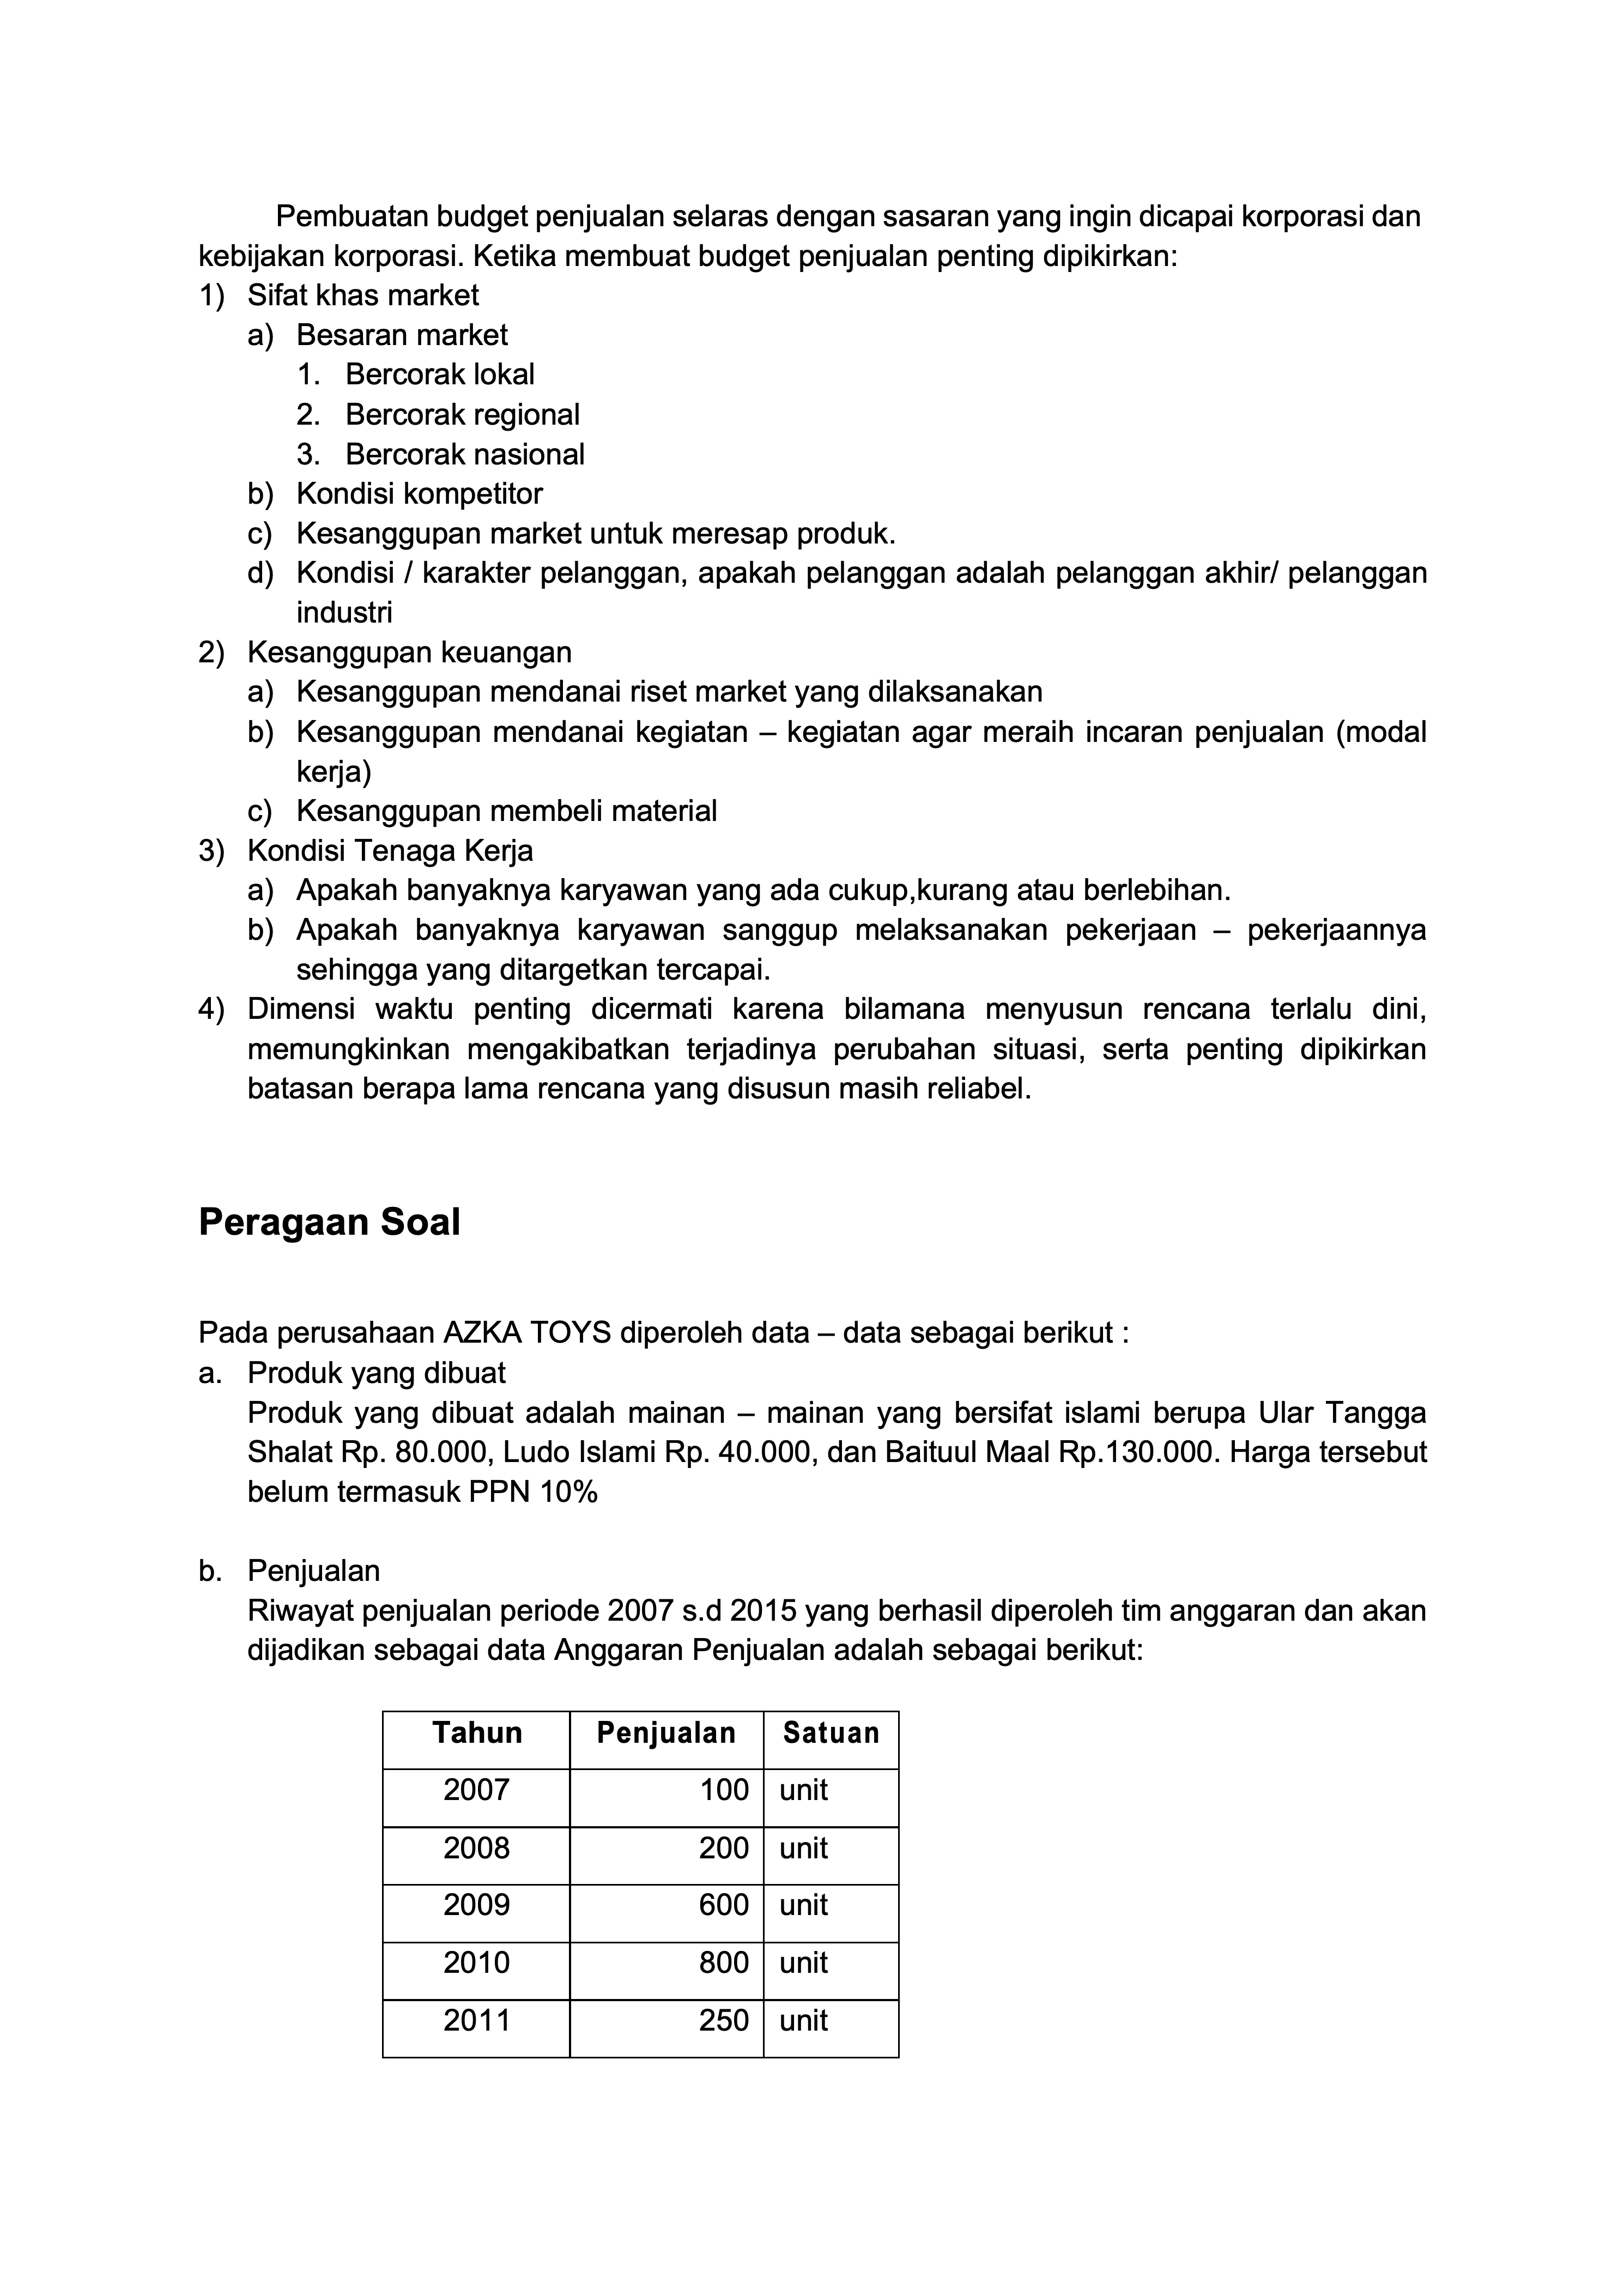 Pembuatan budget penjualan selaras dengan sasaran yang ingin dicapai korporasi dan
kebijakan korporasi. Ketika membuat budget penjualan penting dipikirkan:
1) Sifat khas market
a) Besaran market
1. Bercorak lokal
2. Bercorak regional
3. Bercorak nasional
b) Kondisi kompetitor
c) Kesanggupan market untuk meresap produk.
d) Kondisi / karakter pelanggan, apakah pelanggan adalah pelanggan akhir/ pelanggan
industri
2) Kesanggupan keuangan
a) Kesanggupan mendanai riset market yang dilaksanakan
b) Kesanggupan mendanai kegiatan – kegiatan agar meraih incaran penjualan (modal
kerja)
c) Kesanggupan membeli material
3) Kondisi Tenaga Kerja
a) Apakah banyaknya karyawan yang ada cukup,kurang atau berlebihan.
b) Apakah banyaknya karyawan sanggup melaksanakan pekerjaan – pekerjaannya
sehingga yang ditargetkan tercapai.
4) Dimensi waktu penting dicermati karena bilamana menyusun rencana terlalu dini,
memungkinkan mengakibatkan terjadinya perubahan situasi, serta penting dipikirkan
batasan berapa lama rencana yang disusun masih reliabel.
Peragaan Soal
Pada perusahaan AZKA TOYS diperoleh data – data sebagai berikut :
a. Produk yang dibuat
Produk yang dibuat adalah mainan – mainan yang bersifat islami berupa Ular Tangga
Shalat Rp. 80.000, Ludo Islami Rp. 40.000, dan Baituul Maal Rp.130.000. Harga tersebut
belum termasuk PPN 10%
b. Penjualan
Riwayat penjualan periode 2007 s.d 2015 yang berhasil diperoleh tim anggaran dan akan
dijadikan sebagai data Anggaran Penjualan adalah sebagai berikut:
Tahun Penjualan Satuan
2007 100 unit
2008 200 unit
2009 600 unit
2010 800 unit
2011 250 unit